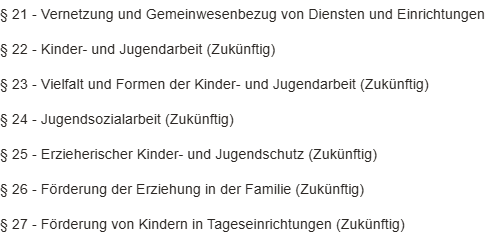 § 21 - Vernetzung und Gemeinwesenbezug von Diensten und Einrichtungen
§ 22 - Kinder- und Jugendarbeit (Zukünftig)
§ 23 - Vielfalt und Formen der Kinder- und Jugendarbeit (Zukünftig)
§ 24 - Jugendsozialarbeit (Zukünftig)
§ 25 - Erzieherischer Kinder- und Jugendschutz (Zukünftig)
§ 26 - Förderung der Erziehung in der Familie (Zukünftig)
§ 27 - Förderung von Kindern in Tageseinrichtungen (Zukünftig)